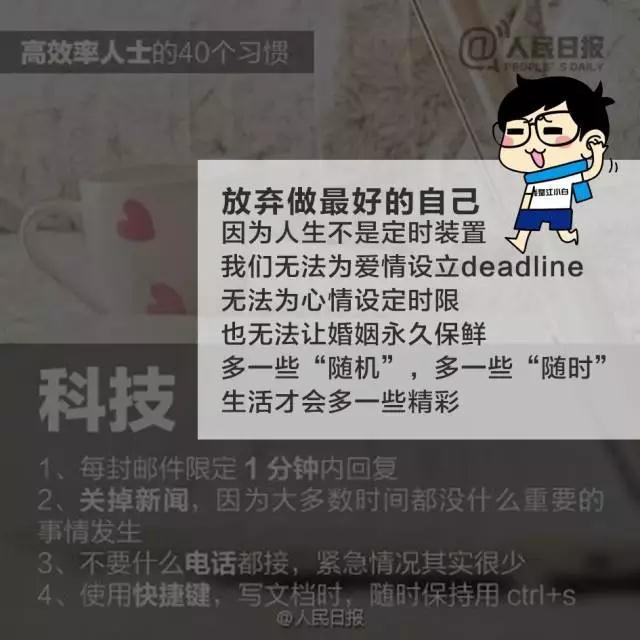 高效率人士的40个习惯
@人民日报
PEOPLE'S DAILY
我是江小白
放弃做最好的自己
因为人生不是定时装置
我们无法为爱情设立deadline
无法为心情设定时限
也无法让婚姻永久保鲜
多一些“随机”，多一些“随时”
生活才会多一些精彩
科技
1、每封邮件限定 1 分钟内回复
2、关掉新闻，因为大多数时间都没什么重要的
事情发生
3、不要什么电话都接，紧急情况其实很少
4、使用快捷键，写文档时，随时保持用 ctrl+s
@人民日报